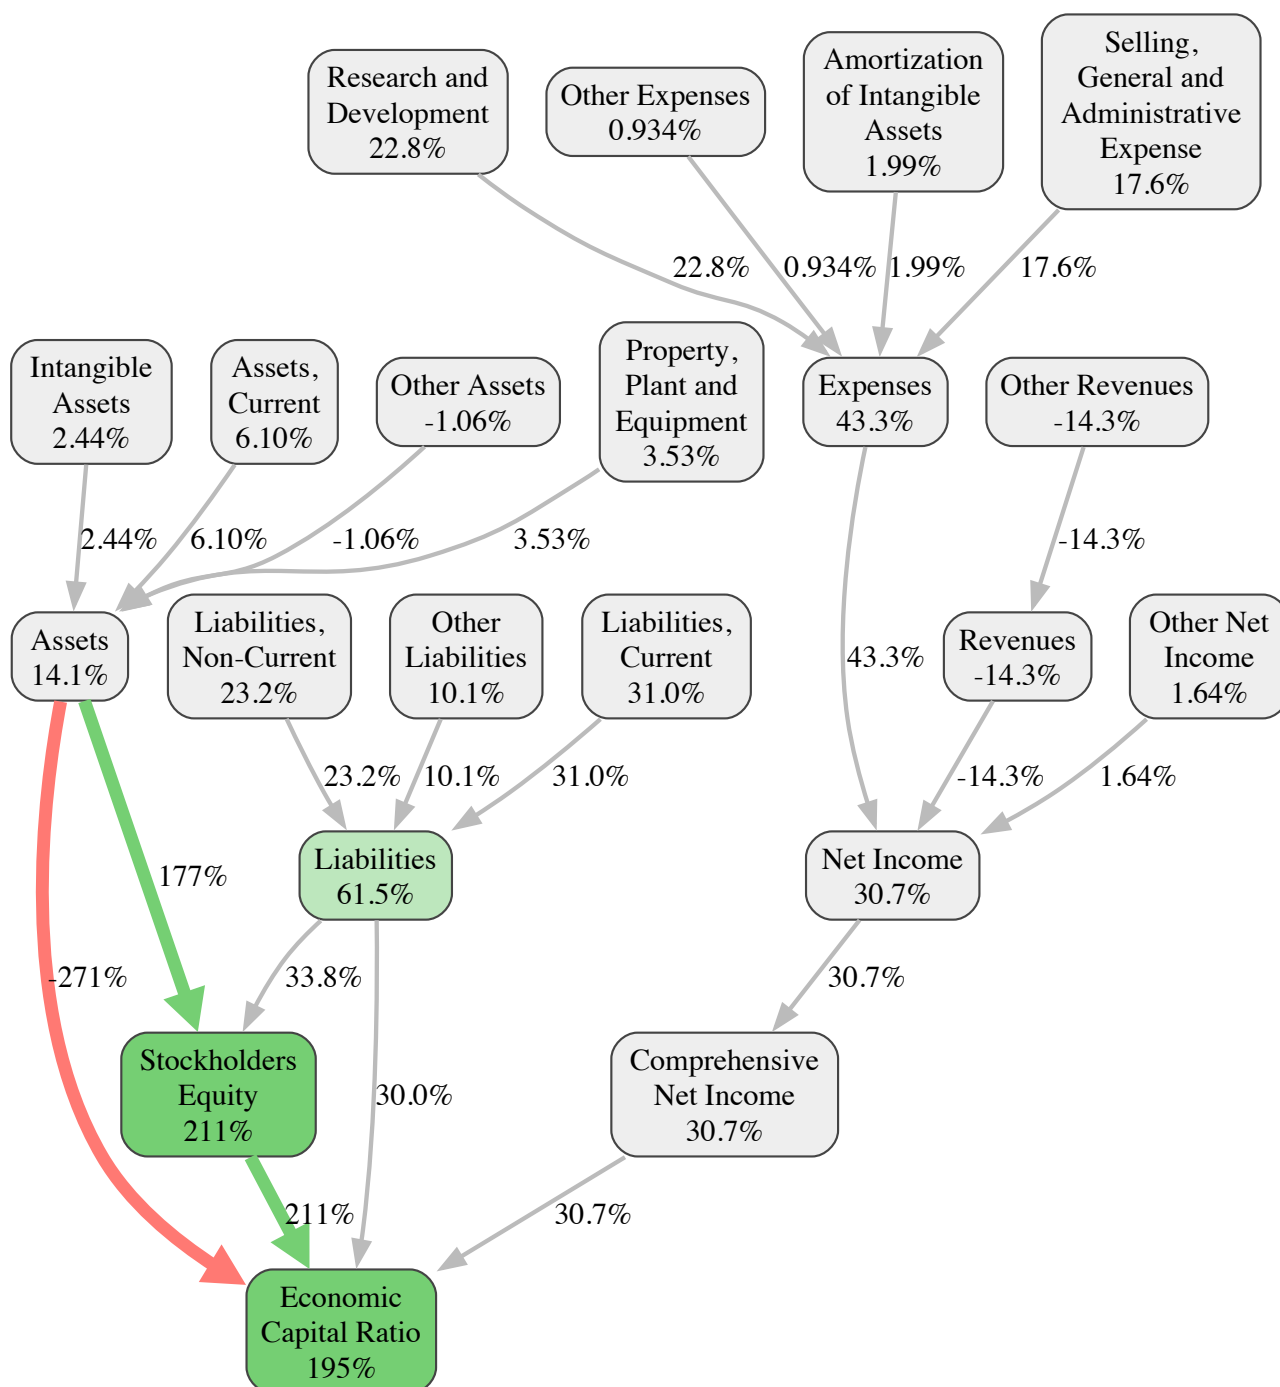 Research and
Development
22.8%
Other Expenses
0.934%
Amortization
of Intangible
Assets
1.99%
Selling,
General and
Administrative
Expense
17.6%
22.8%
0.934%
1.99%
17.6%
Intangible
Assets
2.44%
Assets,
Current
6.10%
Other Assets
-1.06%
Property,
Plant and
Equipment
3.53%
Expenses
43.3%
Other Revenues
-14.3%
2.44%
6.10%
-1.06%
3.53%
-14.3%
Assets
14.1%
Liabilities,
Non-Current
23.2%
Other
Liabilities
10.1%
Liabilities,
Current
31.0%
43.3%
Revenues
-14.3%
Other Net
Income
1.64%
23.2%
10.1%
31.0%
-14.3%
1.64%
177%
Liabilities
61.5%
Net Income
30.7%
-271%
33.8%
30.7%
Stockholders
Equity
211%
30.0%
Comprehensive
Net Income
30.7%
211%
30.7%
Economic
Capital Ratio
195%